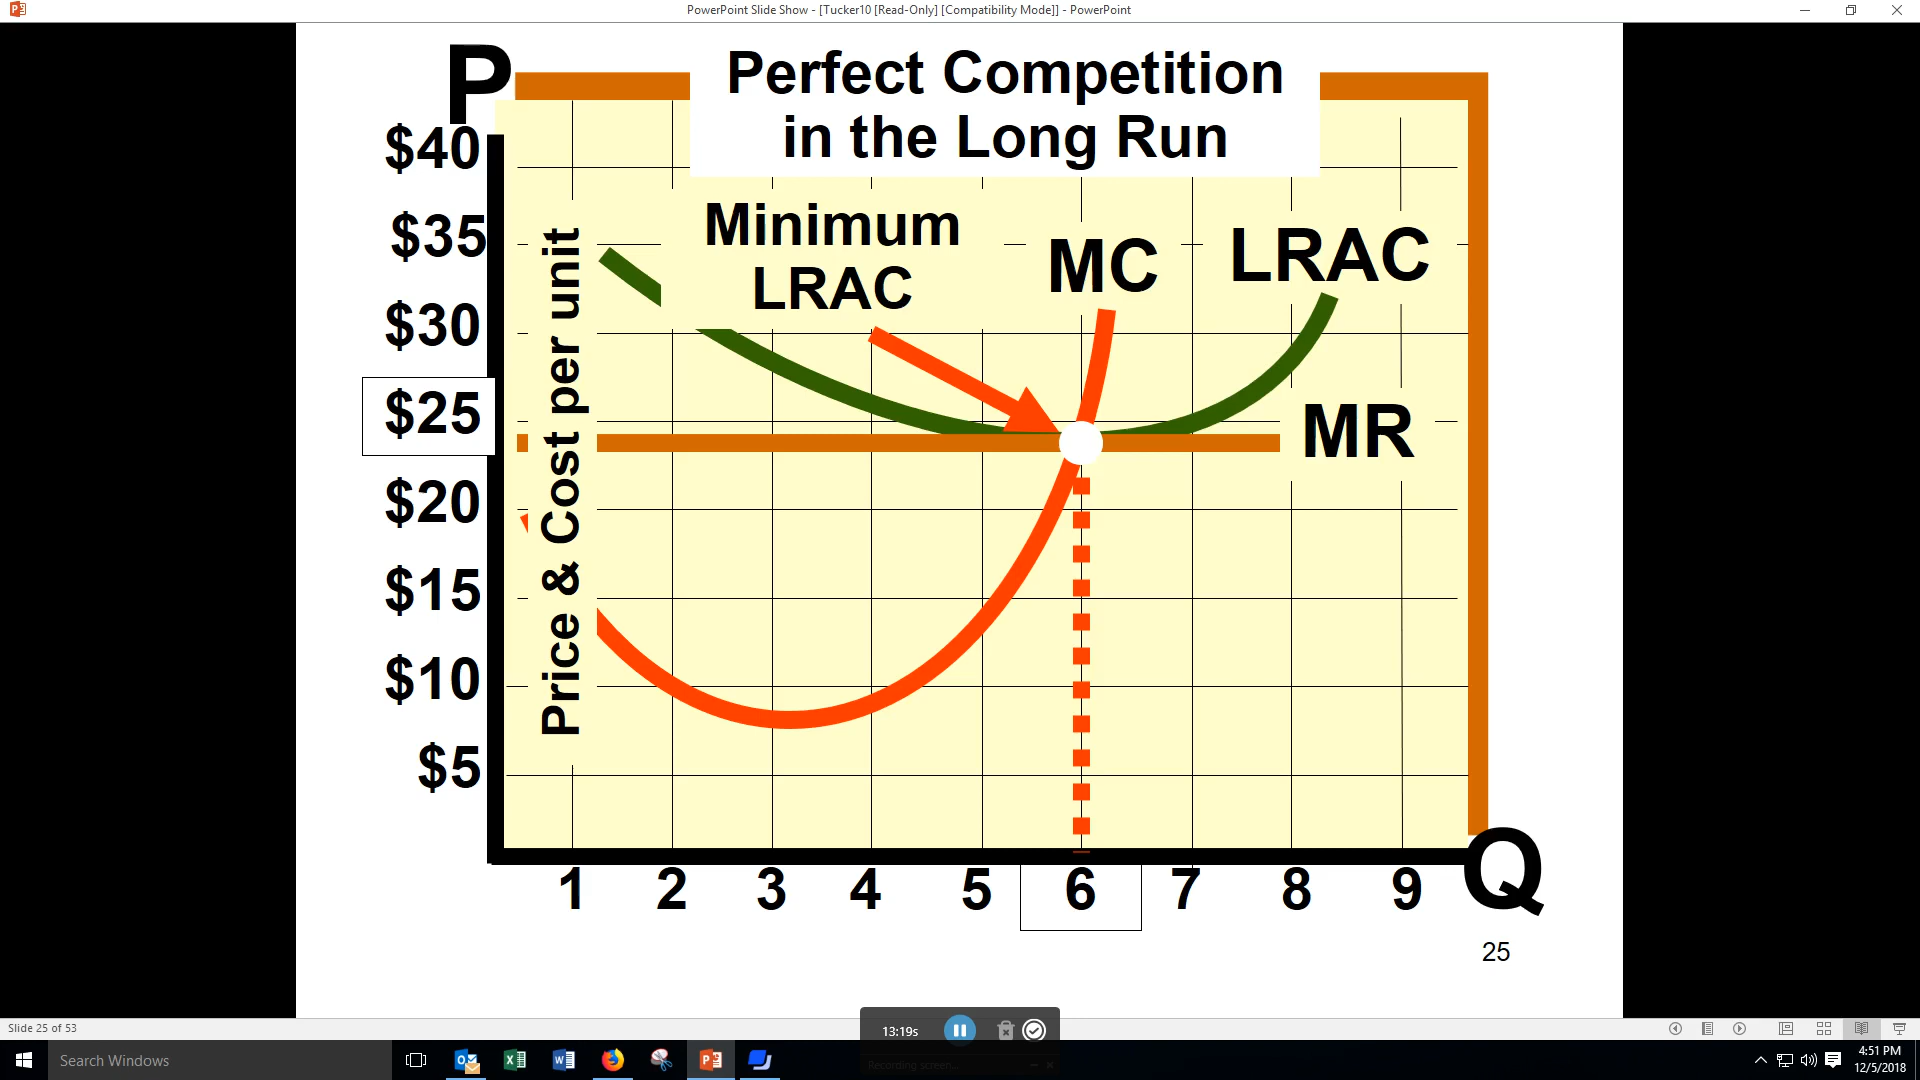 PowerPoint Slide Show - [Tucker10 [Read-Only] [Compatibility Mode]] - PowerPoint
P
Perfect Competition
in the Long Run
$40
$35
$30
$25
$20
$15
$10
$5
Price & Cost per unit
Minimum
LRAC
MC
LRAC
MR
1 2 3 4 5 6 7 8 9
Q
25
Slide 25 of 53
13:19s
Recording screen...
Search Windows
4:51 PM
12/5/2018